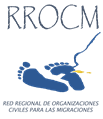 RROCM
RED REGIONAL DE ORGANIZACIONES
CIVILES PARA LAS MIGRACIONES